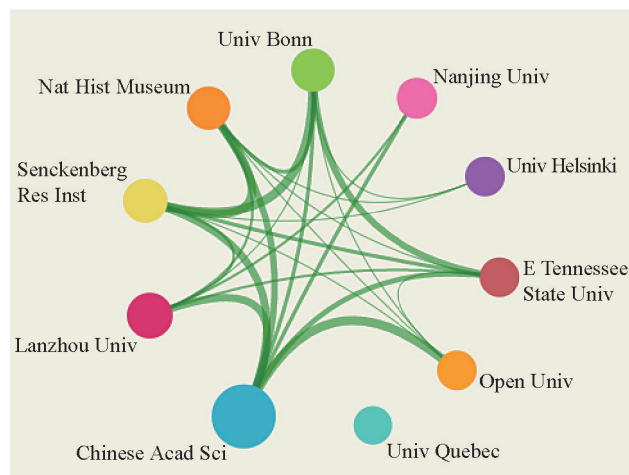 Univ Bonn
Nanjing Univ
Nat Hist Museum
Univ Helsinki
Senckenberg
Res Inst
E Tennessee
State Univ
Lanzhou Univ
Open Univ
Univ Quebec
Chinese Acad Sci